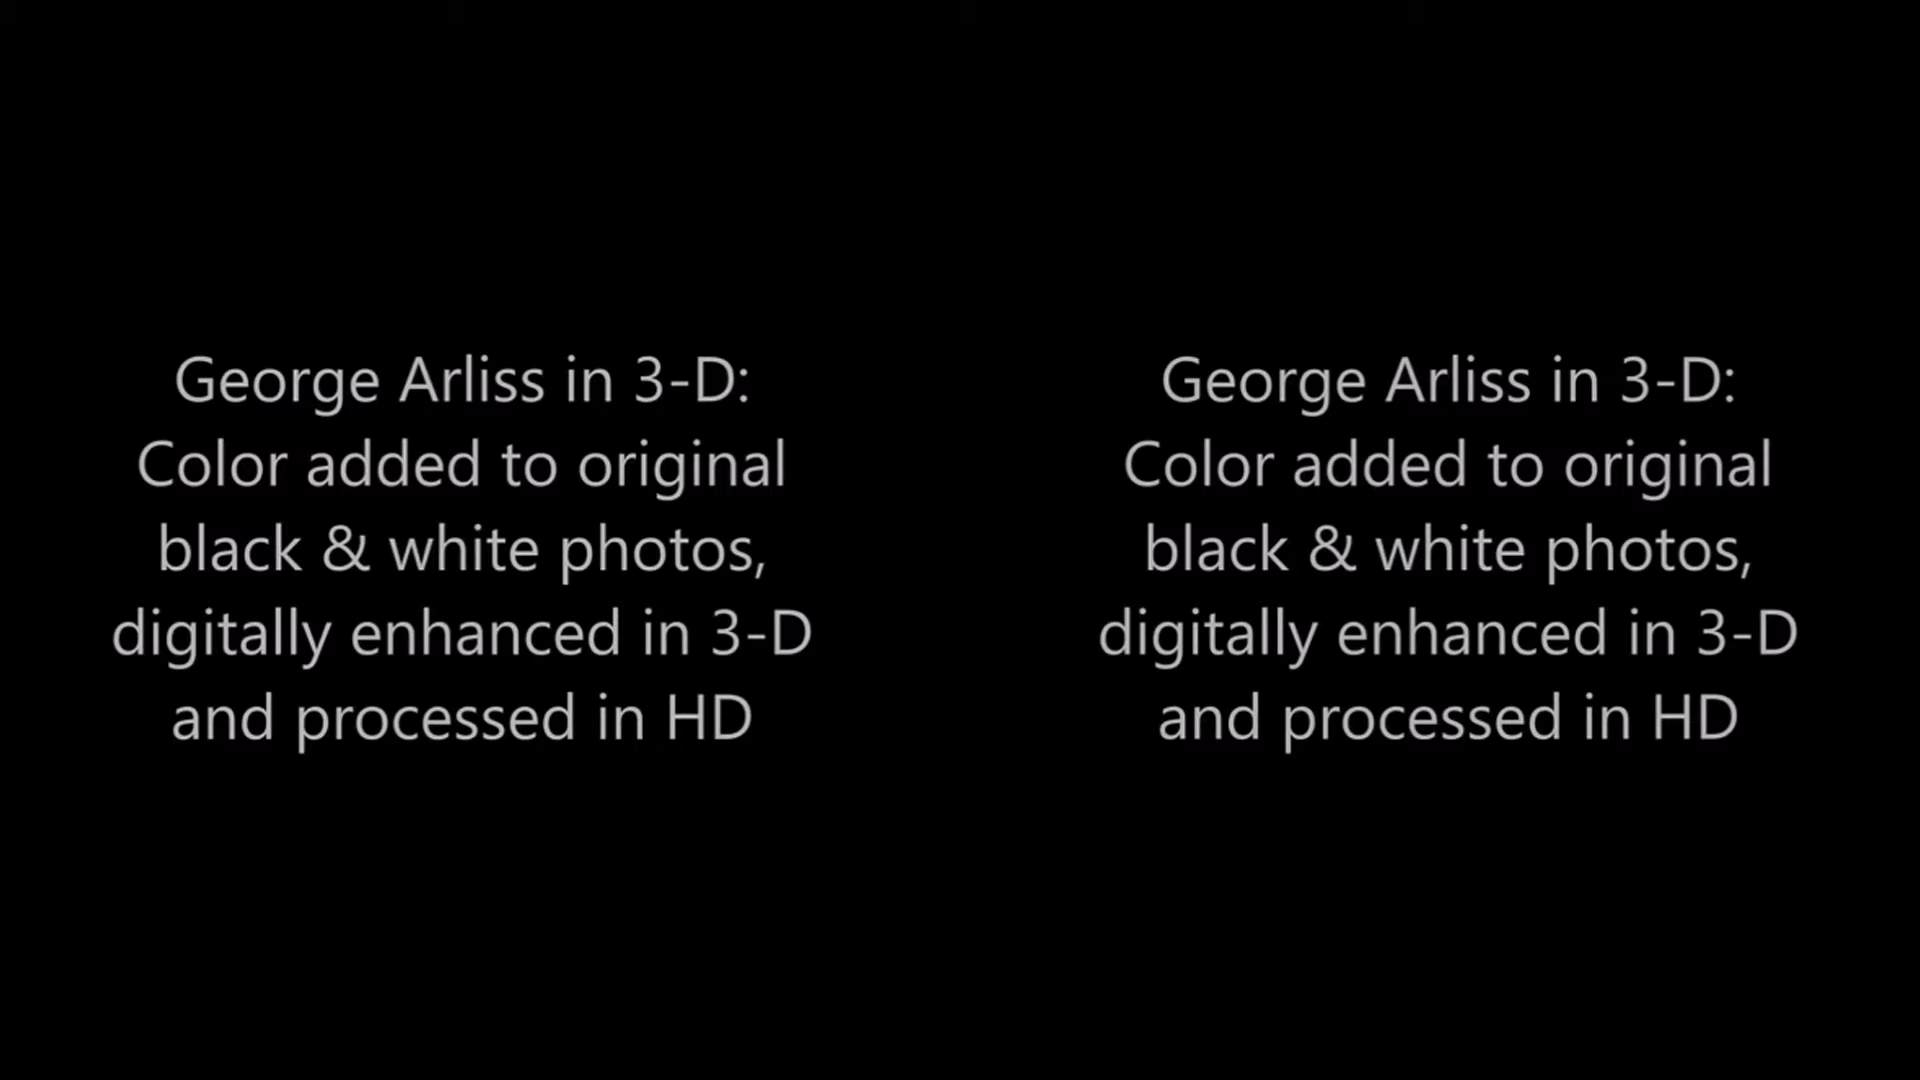 George Arliss in 3-D:
Color added to original
black & white photos,
digitally enhanced in 3-D
and processed in HD
George Arliss in 3-D:
Color added to original
black & white photos,
digitally enhanced in 3-D
and processed in HD